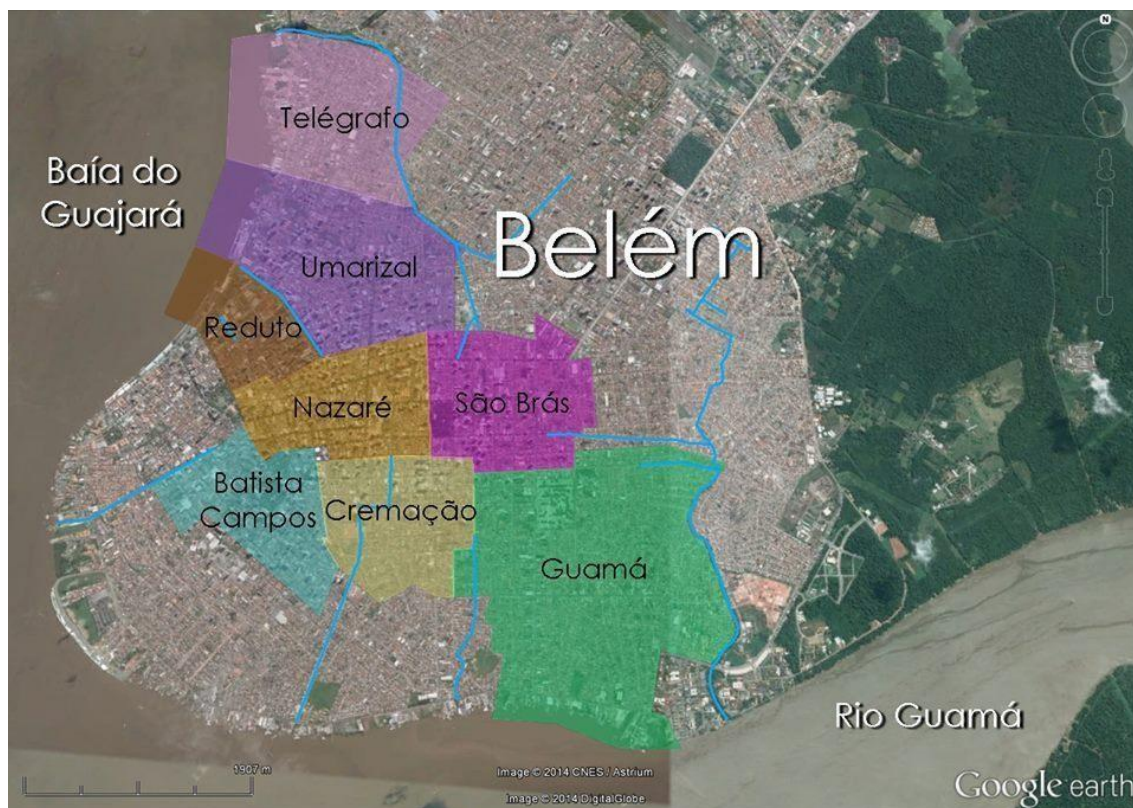 N
Telégrafo
Baía do
Guajará
Belém
Umarizal
Reduto
São Brás
Nazaré
Batista
Campos
Cremação
Guamá
Rio Guamá
1907 m
Image © 2014 CNES / Astrium
Image © 2014 DigitalGlobe
Google earth